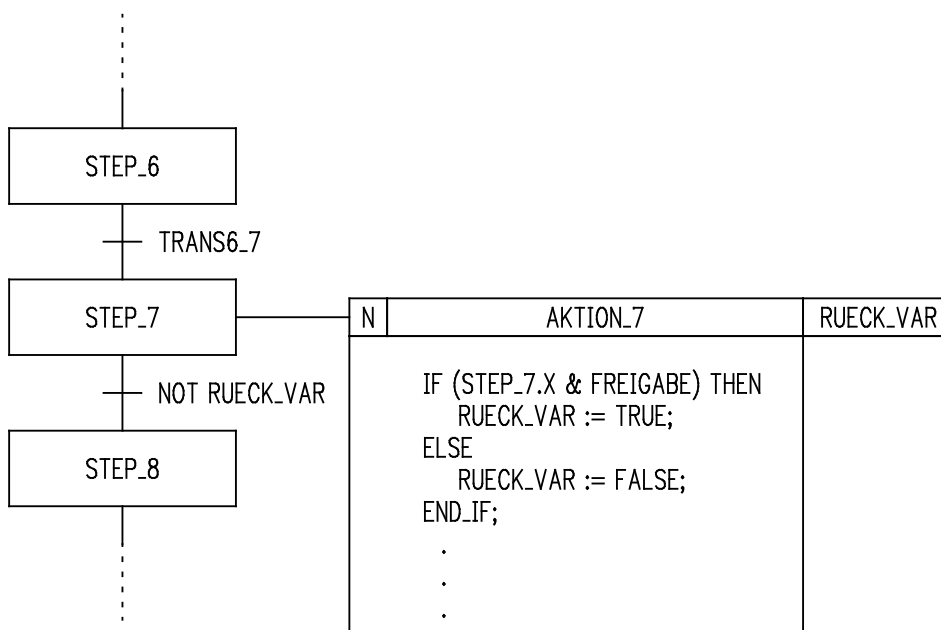 STEP_6
TRANS6_7
STEP_7
N AKTION_7 RUECK_VAR
NOT RUECK_VAR
IF (STEP_7.X & FREIGABE) THEN
RUECK_VAR := TRUE;
ELSE
RUECK_VAR := FALSE;
END_IF;
.
.
.
STEP_8